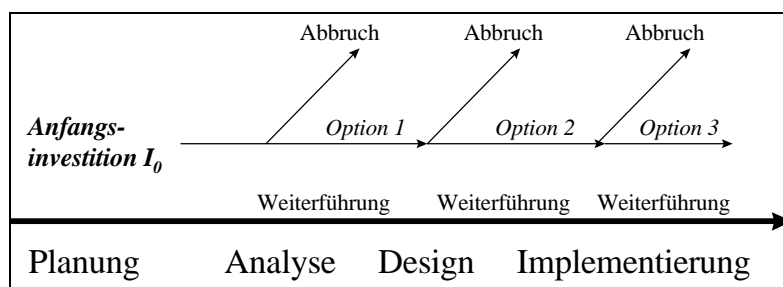 Abbruch Abbruch Abbruch
Anfangs-
investition I0
Option 1 Option 2 Option 3
Weiterführung Weiterführung Weiterführung
Planung Analyse Design Implementierung